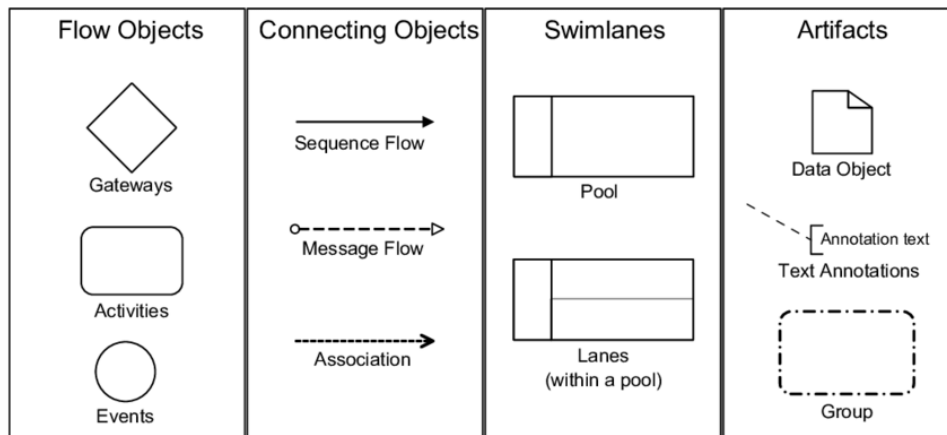 Flow Objects
Gateways
Activities
Events
Connecting Objects
Sequence Flow
Message Flow
Association
Swimlanes
Pool
Lanes
(within a pool)
Artifacts
Data Object
Annotation text
Text Annotations
Group